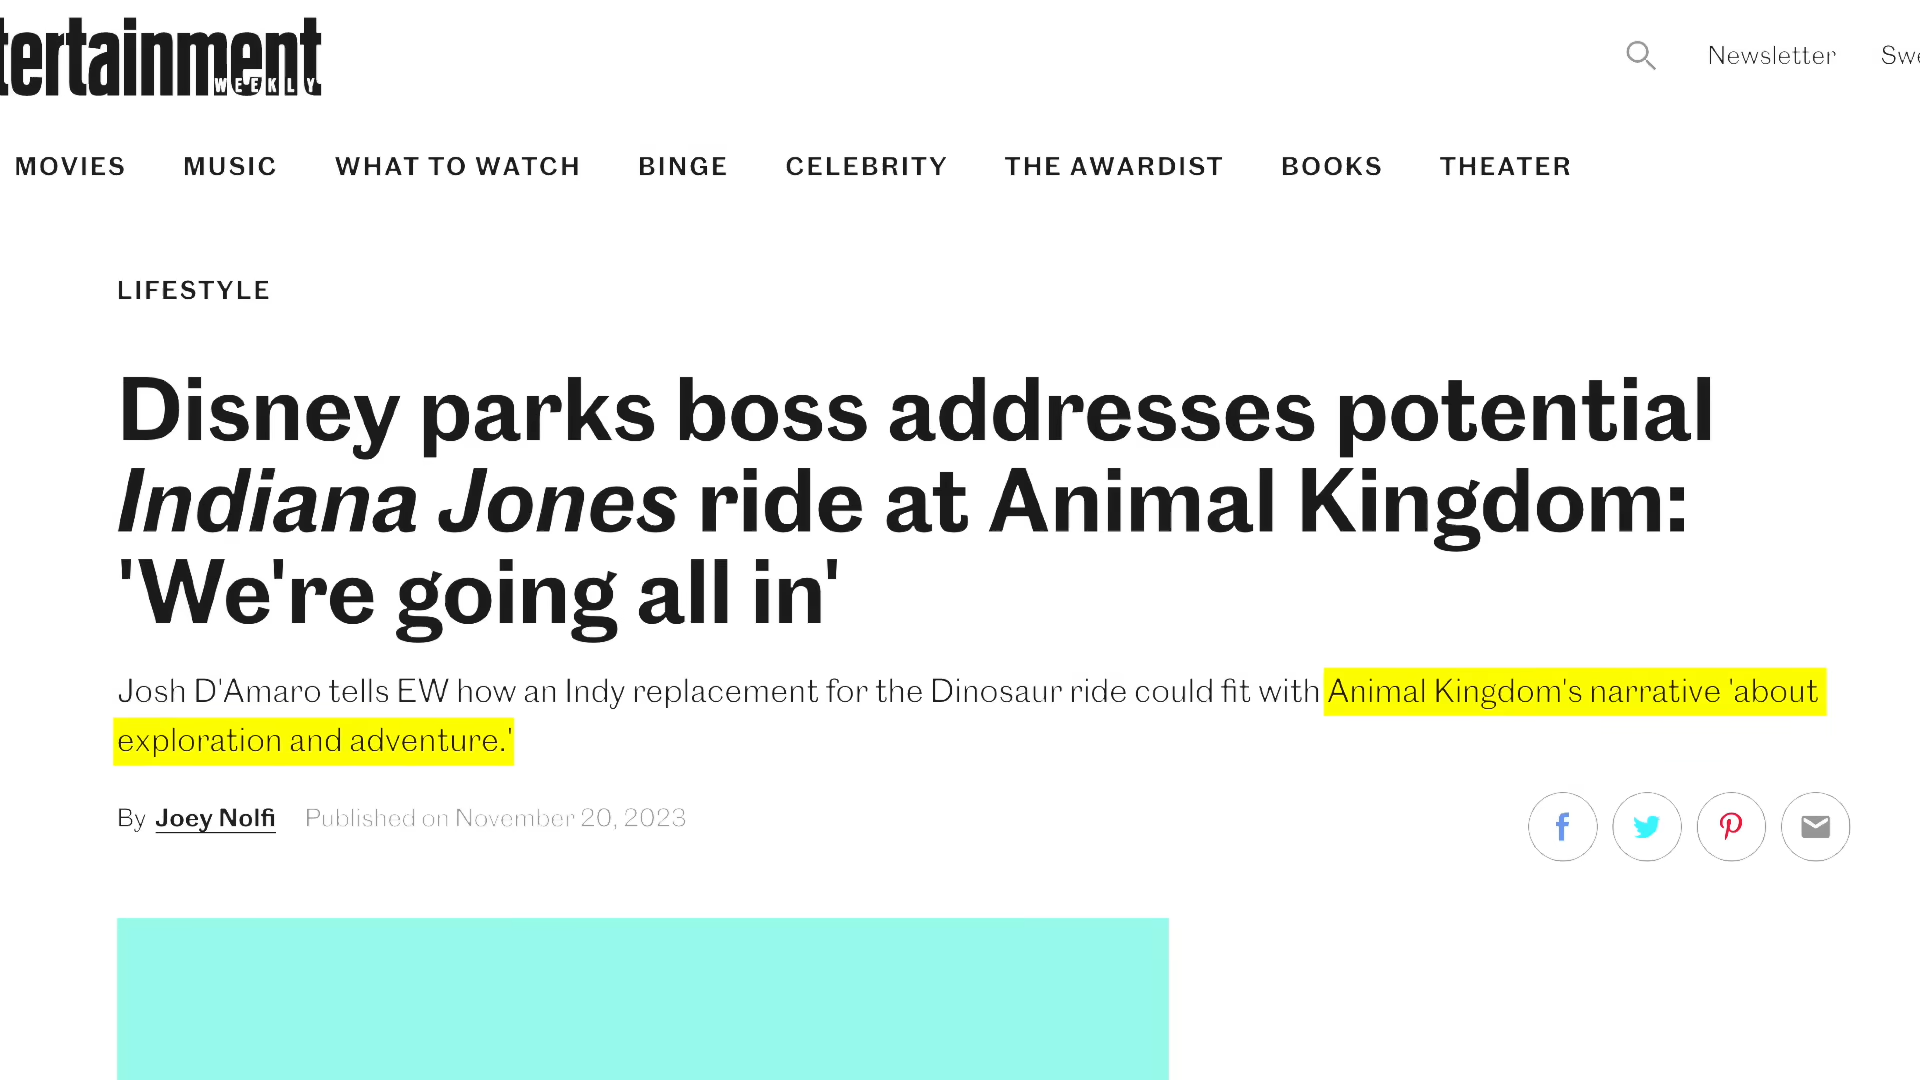 tertainment
WEEKLY
Newsletter
MOVIES MUSIC WHAT TO WATCH BINGE CELEBRITY THE AWARDIST BOOKS THEATER
LIFESTYLE
Disney parks boss addresses potential
Indiana Jones ride at Animal Kingdom:
'We're going all in'
Josh D'Amaro tells EW how an Indy replacement for the Dinosaur ride could fit with Animal Kingdom's narrative 'about
exploration and adventure.'
By Joey Nolfi Published on November 20, 2023